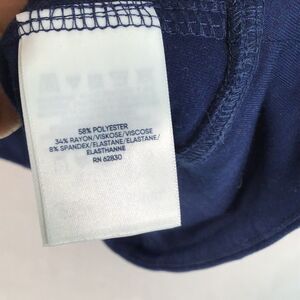 58% POLYESTER
34% RAYON/VISKOSE/VISCOSE
8% SPANDEX/ELASTANE/ELASTANE/
ELASTHANNE
RN 62830